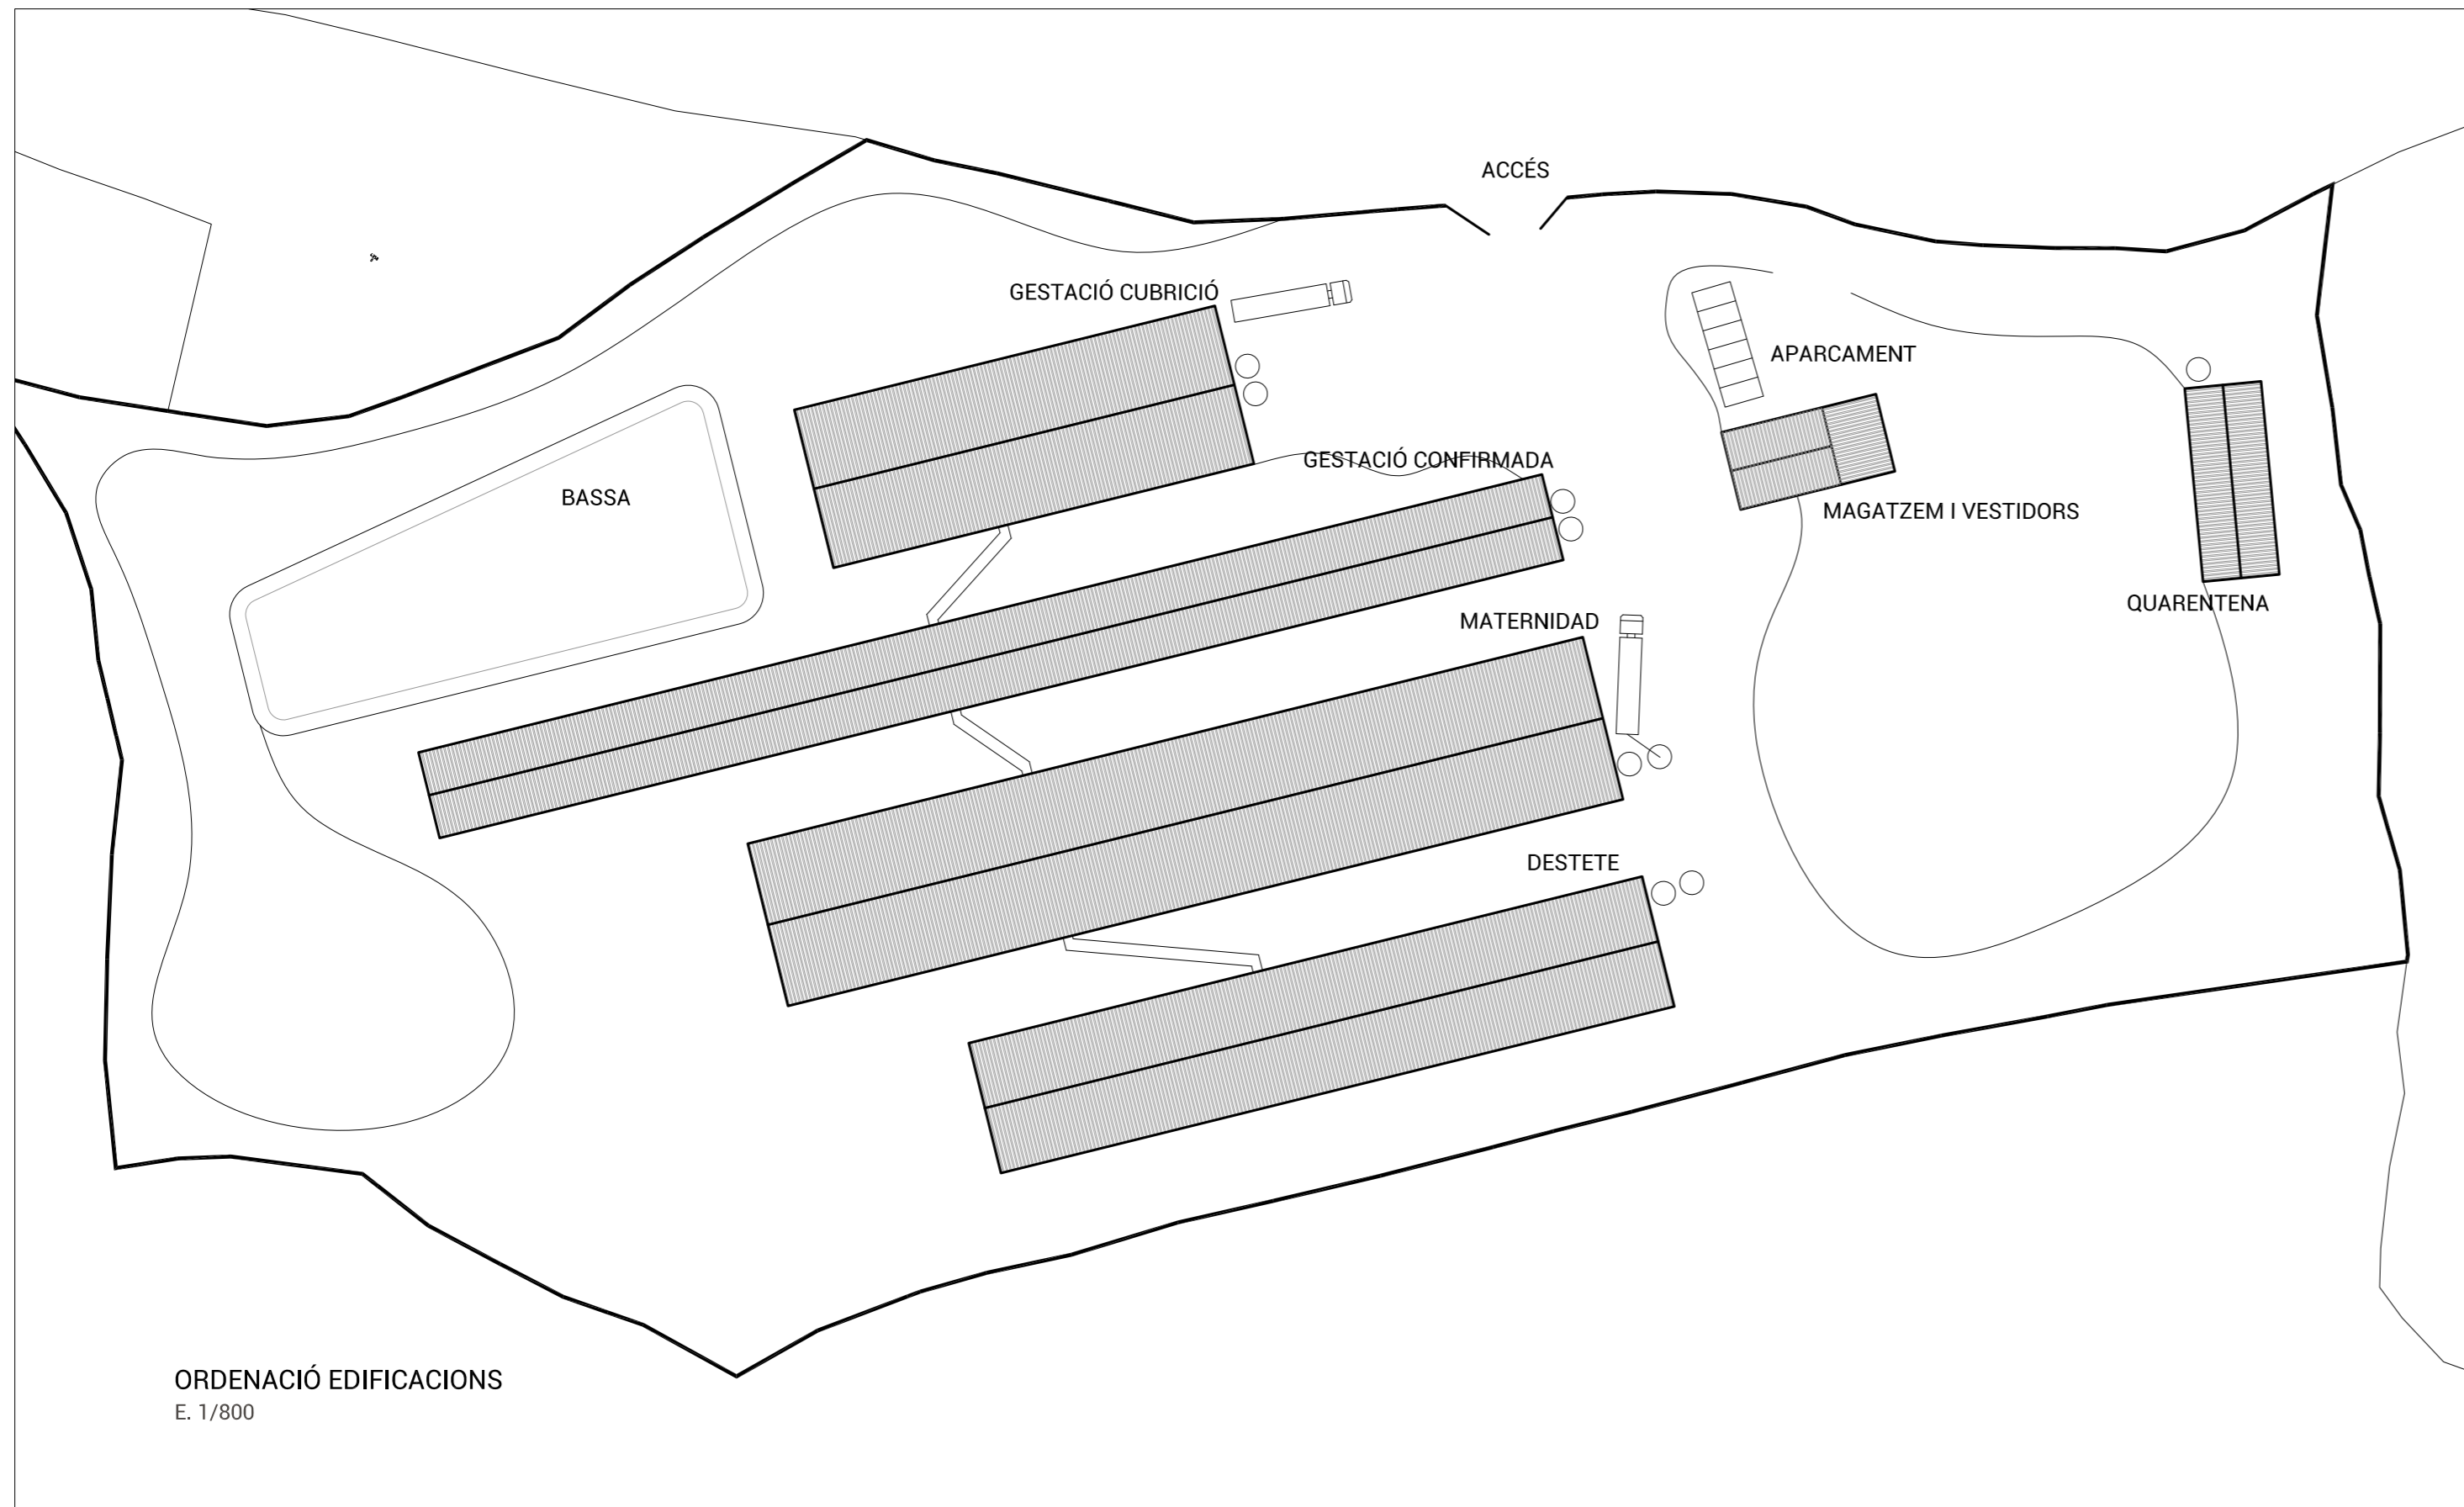 ACCÉS
GESTACIÓ CUBRICIÓ
APARCAMENT
GESTACIÓ CONFIRMADA
BASSA
MAGATZEM I VESTIDORS
QUARENTENA
MATERNIDAD
DESTETE
ORDENACIÓ EDIFICACIONS
E. 1/800